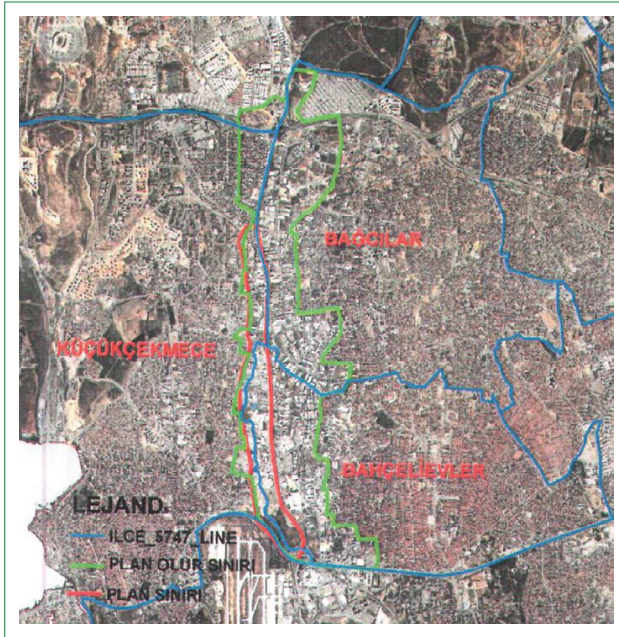 BAĞCILAR
KÜÇÜKÇEKMECE
BAHÇELİEVLER
LEJAND.
ILCE_5747_LINE
PLAN OLUR SINIRI
PLAN SINIRI